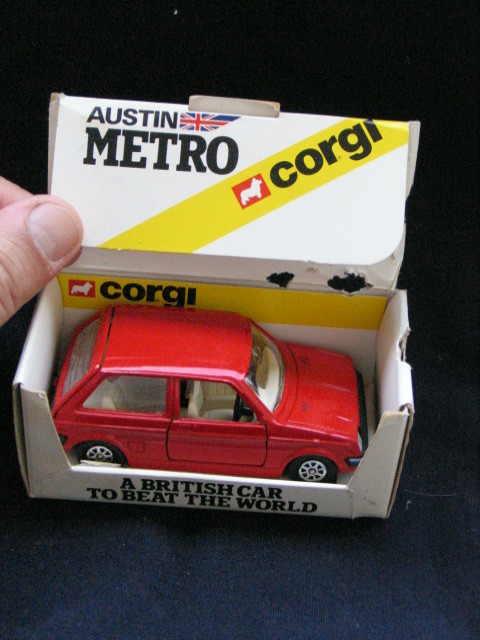 AUSTIN
METRO
corgi
corgi
A BRITISH CAR
TO BEAT THE WORLD